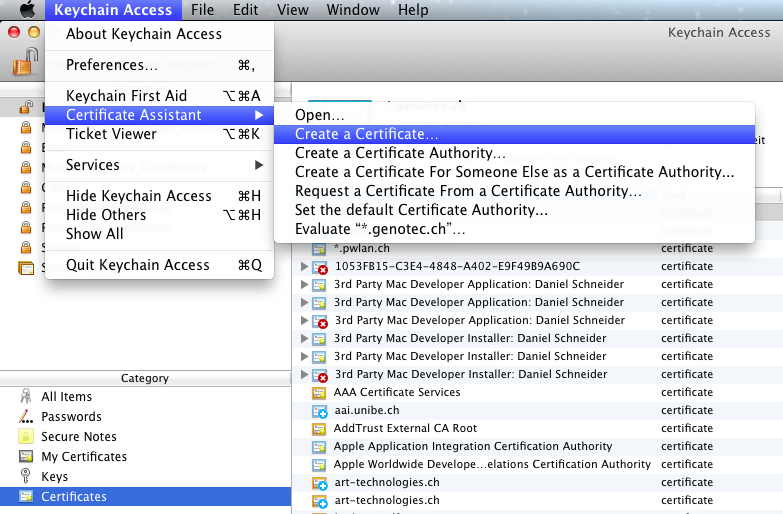 Keychain Access File Edit View Window Help
Keychain Access
About Keychain Access
Preferences... ⌘,
Keychain First Aid ⌥⌘A
Certificate Assistant ▶
Ticket Viewer ⌥⌘K
Services ▶
Hide Keychain Access ⌘H
Hide Others ⌥⌘H
Show All
Quit Keychain Access ⌘Q
Open...
Create a Certificate...
Create a Certificate Authority...
Create a Certificate For Someone Else as a Certificate Authority...
Request a Certificate From a Certificate Authority...
Set the default Certificate Authority...
Evaluate “*.genotec.ch”...
*.pwlan.ch certificate
1053FB15-C3E4-4848-A402-E9F49B9A690C certificate
3rd Party Mac Developer Application: Daniel Schneider certificate
3rd Party Mac Developer Application: Daniel Schneider certificate
3rd Party Mac Developer Application: Daniel Schneider certificate
3rd Party Mac Developer Installer: Daniel Schneider certificate
3rd Party Mac Developer Installer: Daniel Schneider certificate
3rd Party Mac Developer Installer: Daniel Schneider certificate
AAA Certificate Services certificate
aai.unibe.ch certificate
AddTrust External CA Root certificate
Apple Application Integration Certification Authority certificate
Apple Worldwide Develope...elations Certification Authority certificate
art-technologies.ch certificate
art-technologies.ch certificate
Category
All Items
Passwords
Secure Notes
My Certificates
Keys
Certificates